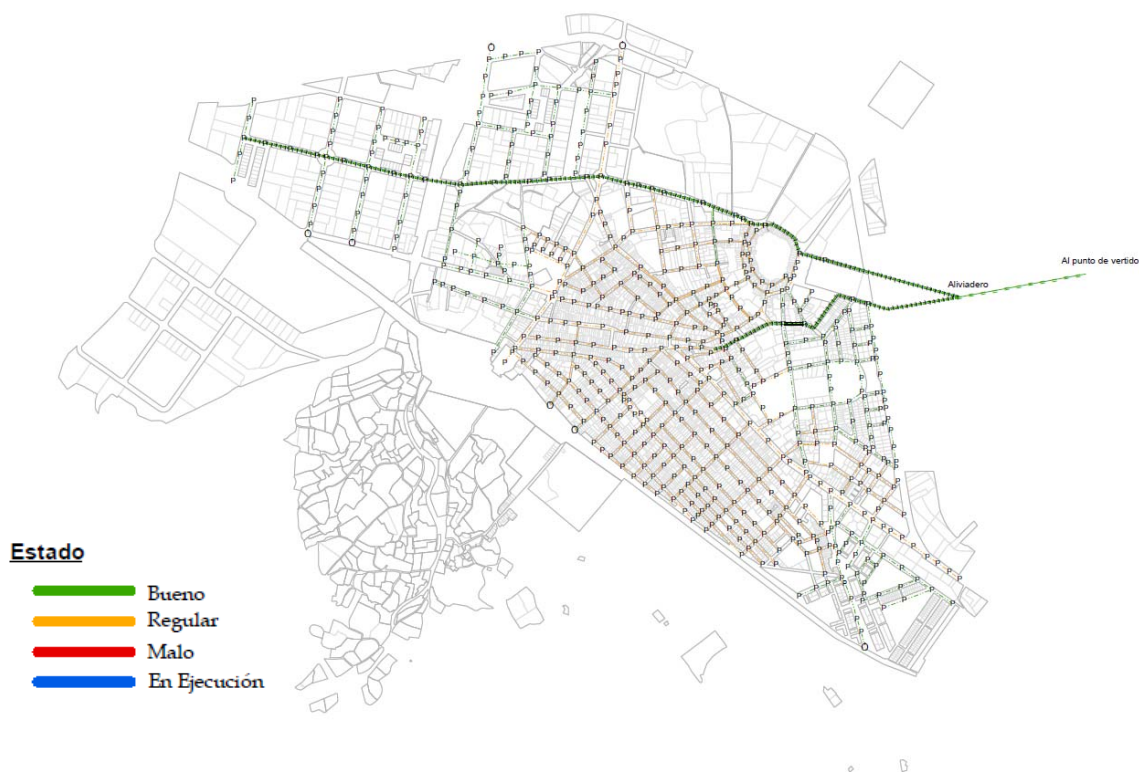 Al punto de vertido
Aliviadero
Estado
Bueno
Regular
Malo
En Ejecución